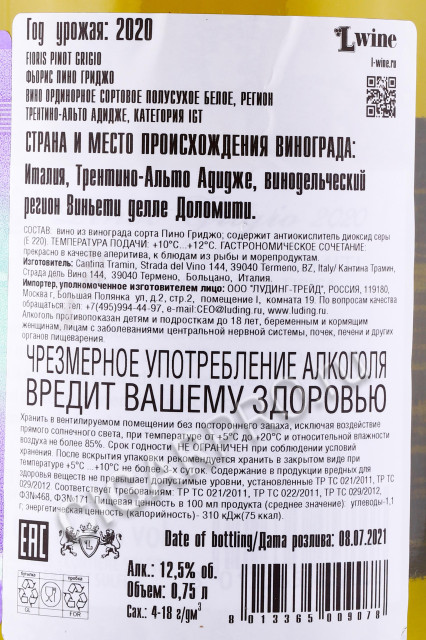 Год урожая: 2020
Lwine
l-wine.ru
FIORIS PINOT GRIGIO
ФЬОРИС ПИНО ГРИДЖО
ВИНО ОРДИНАРНОЕ СОРТОВОЕ ПОЛУСУХОЕ БЕЛОЕ, РЕГИОН
ТРЕНТИНО-АЛЬТО АДИДЖЕ, КАТЕГОРИЯ IGT
СТРАНА И МЕСТО ПРОИСХОЖДЕНИЯ ВИНОГРАДА:
Италия, Трентино-Альто Адидже, винодельческий
регион Виньети делле Доломити.
СОСТАВ: вино из винограда сорта Пино Гриджо; содержит антиокислитель диоксид серы
(Е 220). ТЕМПЕРАТУРА ПОДАЧИ: +10°С...+12°С. ГАСТРОНОМИЧЕСКОЕ СОЧЕТАНИЕ:
прекрасно в качестве аперитива, к блюдам из рыбы и морепродуктам.
Изготовитель: Cantina Tramin, Strada del Vino 144, 39040 Termeno, BZ, Italy/ Кантина Трамин,
Страда дель Вино 144, 39040 Термено, Больцано, Италия.
Импортер, уполномоченное изготовителем лицо: ООО "ЛУДИНГ-ТРЕЙД", РОССИЯ, 119180,
Москва г, Большая Полянка ул, д.2, стр. 2, помещение I, комната 19. По вопросам качества
обращаться: тел: +7(495)994-44-97, e-mail:CEO@luding.ru, www.luding.ru.
Алкоголь противопоказан детям и подросткам до 18 лет, беременным и кормящим
женщинам, лицам с заболеваниями центральной нервной системы, почек, печени и других
органов пищеварения.
ЧРЕЗМЕРНОЕ УПОТРЕБЛЕНИЕ АЛКОГОЛЯ
ВРЕДИТ ВАШЕМУ ЗДОРОВЬЮ
Хранить в вентилируемом помещении без постороннего запаха, исключая воздействие
прямого солнечного света, при температуре от +5°С до +20°С и относительной влажности
воздуха не более 85%. Срок годности НЕ ОГРАНИЧЕН при соблюдении условий
хранения. После вскрытия упаковки рекомендуется хранить в закрытом виде при
температуре +5°С ...+10°С не более 3-х суток. Содержание в продукции вредных для
здоровья веществ не превышает допустимые уровни, установленные ТР ТС 021/2011,
029/2012. Соответствует требованиям: ТР ТС 021/2011, ТР ТС 022/2011, ТР ТС 029/2012,
ФЗ№468, ФЗ№171. Пищевая ценность в 100 мл продукта (среднее значение): углеводы-1,1
г, энергетическая ценность (калорийность)- 310 кДж(75 ккал).
EAC
Date of bottling/Дата розлива: 08.07.2021
GL
FOR
Алк.: 12,5% об.
Объем: 0,75 л
Сах.: 4-18 г/дм³
8 013365 009078